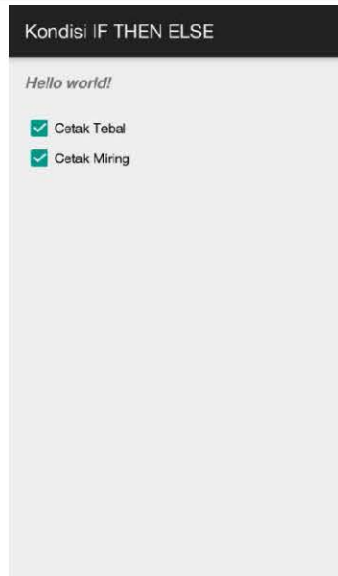 Kondisi IF THEN ELSE
Hello world!
Cetak Tebal
Cetak Miring